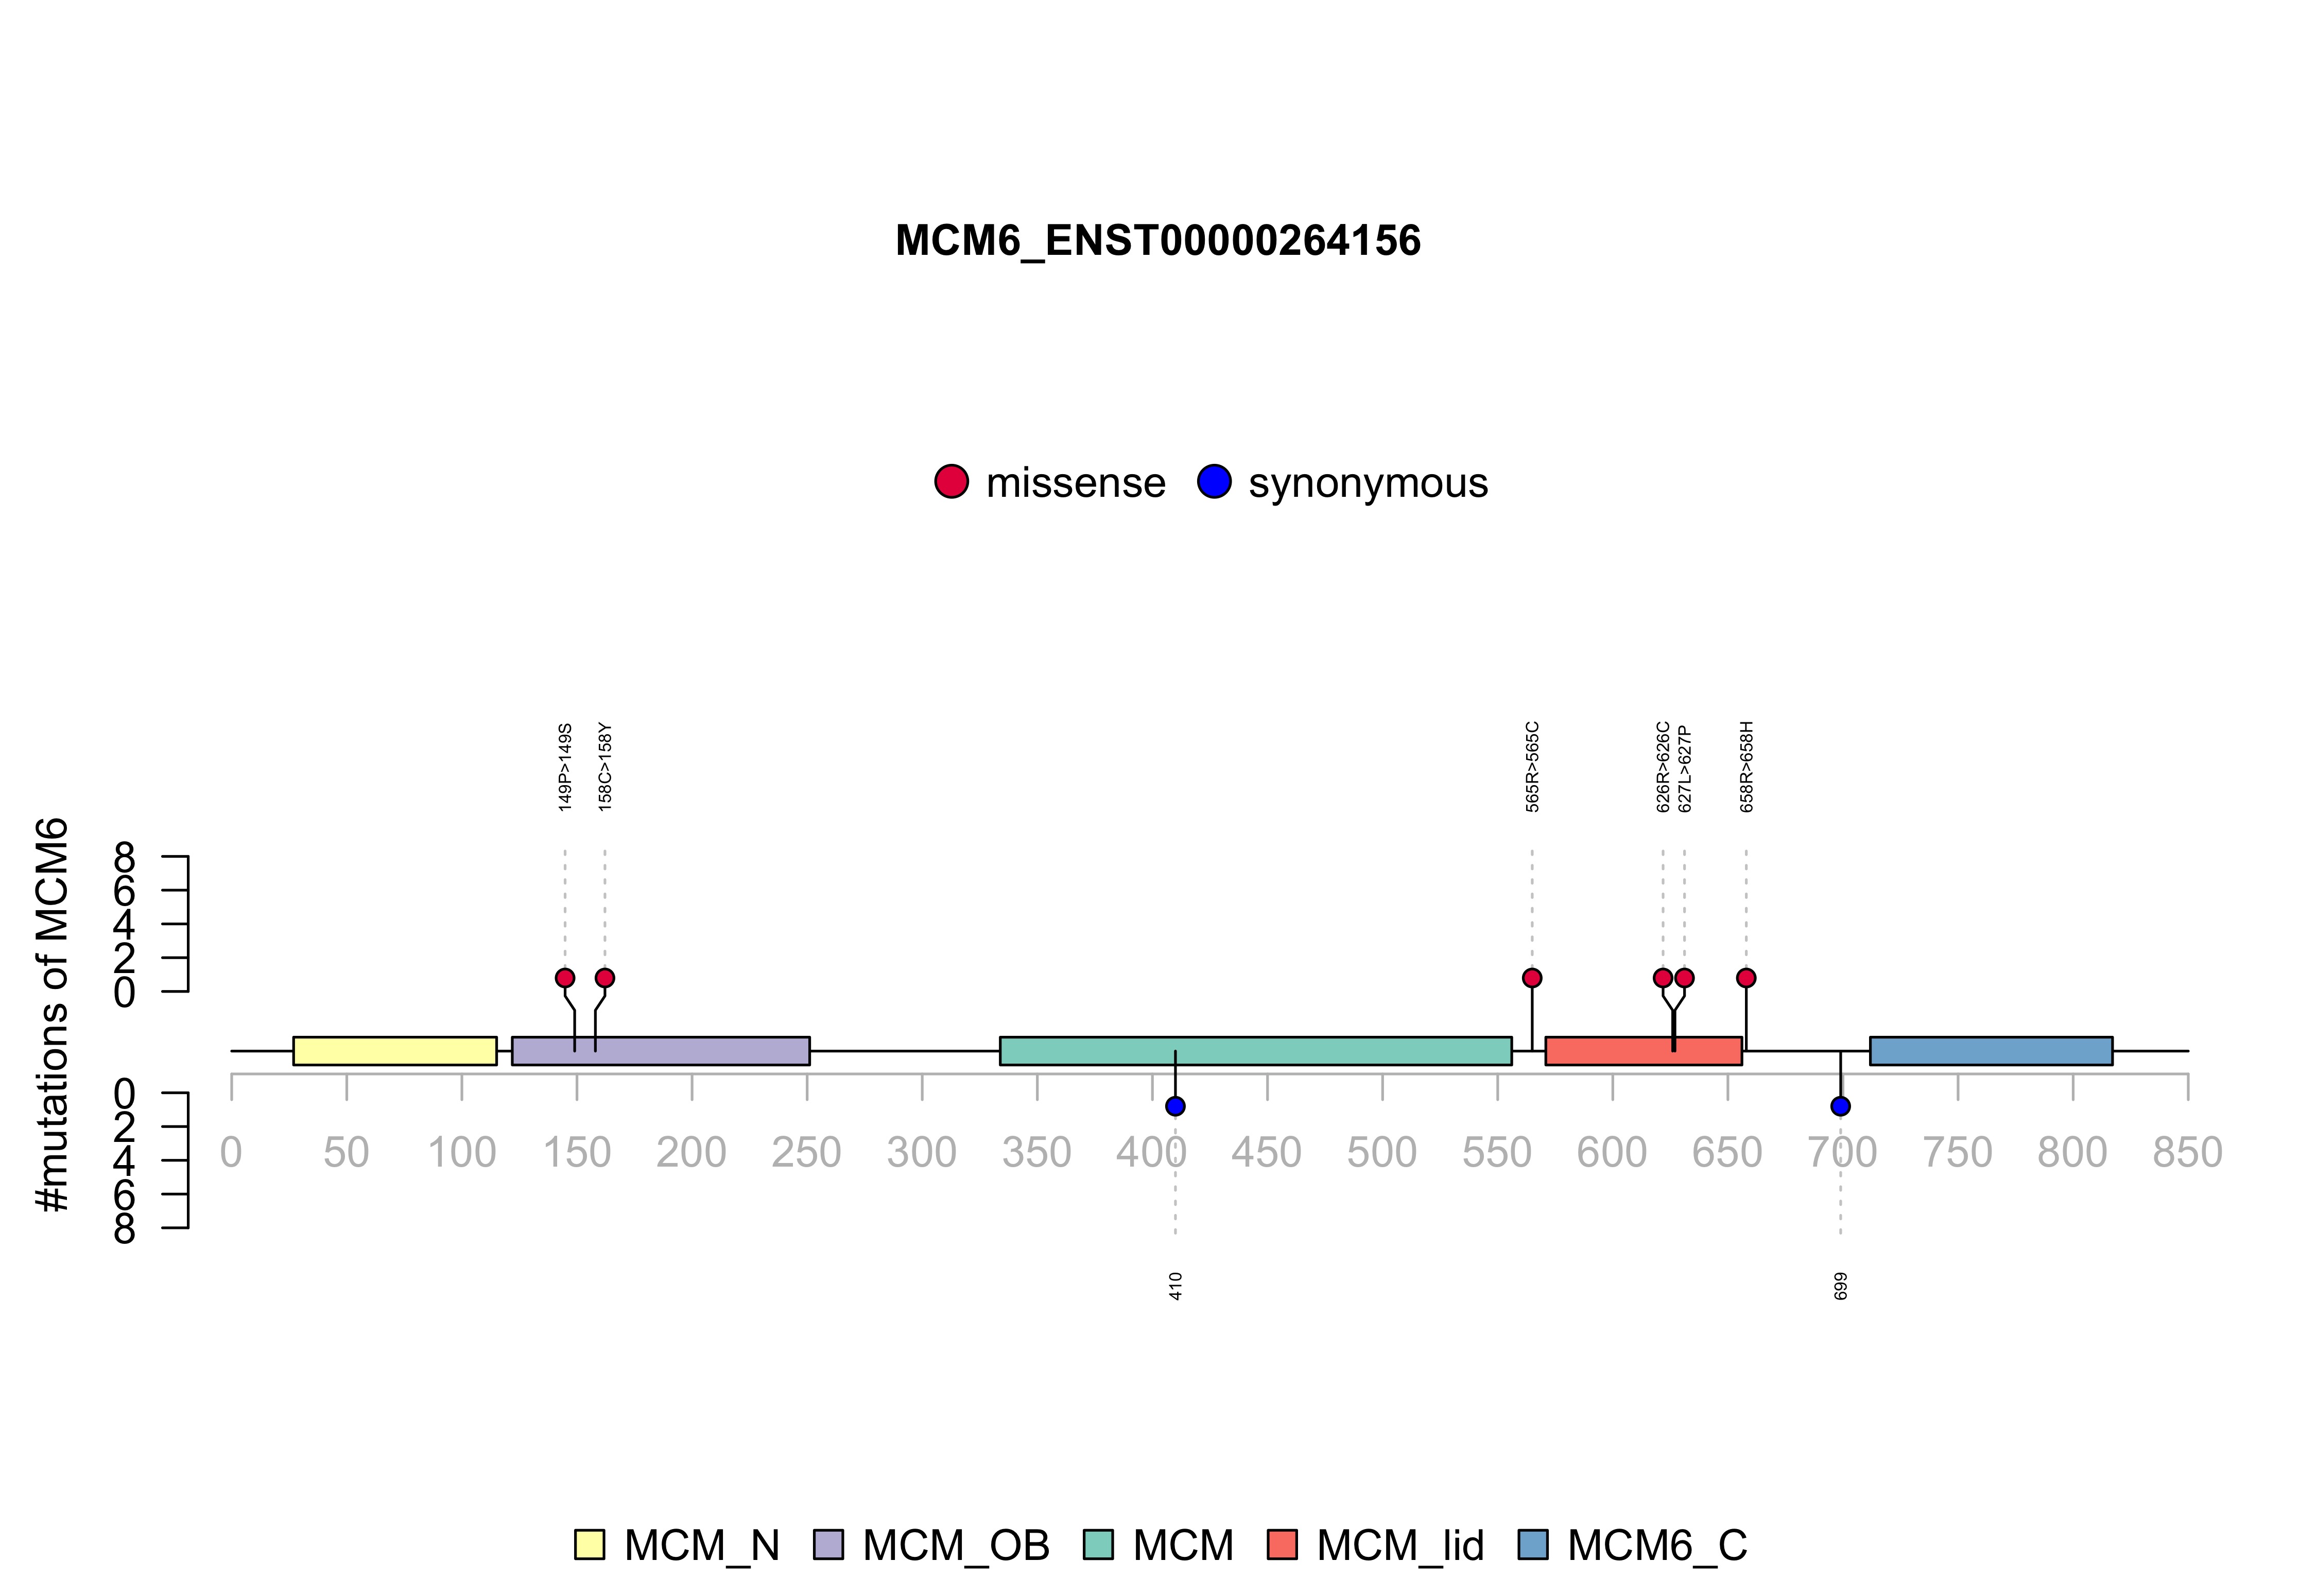 MCM6_ENST00000264156
missense synonymous
149P>149S
158C>158Y
565R>565C
626R>626C
627L>627P
658R>658H
#mutations of MCM6
8
6
4
2
0
0
2
4
6
8
0 50 100 150 200 250 300 350 400 450 500 550 600 650 700 750 800 850
410
699
MCM_N MCM_OB MCM MCM_lid MCM6_C